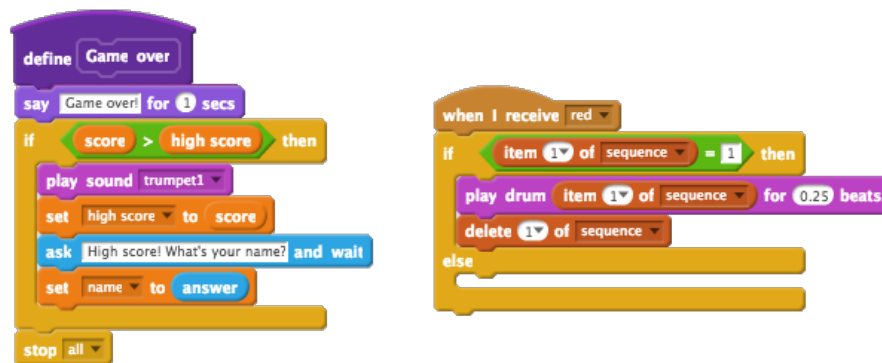 define Game over
say Game over! for 1 secs
if score > high score then
play sound trumpet1
set high score to score
ask High score! What's your name? and wait
set name to answer
stop all
when I receive red
if item 1 of sequence = 1 then
play drum item 1 of sequence for 0.25 beats
delete 1 of sequence
else